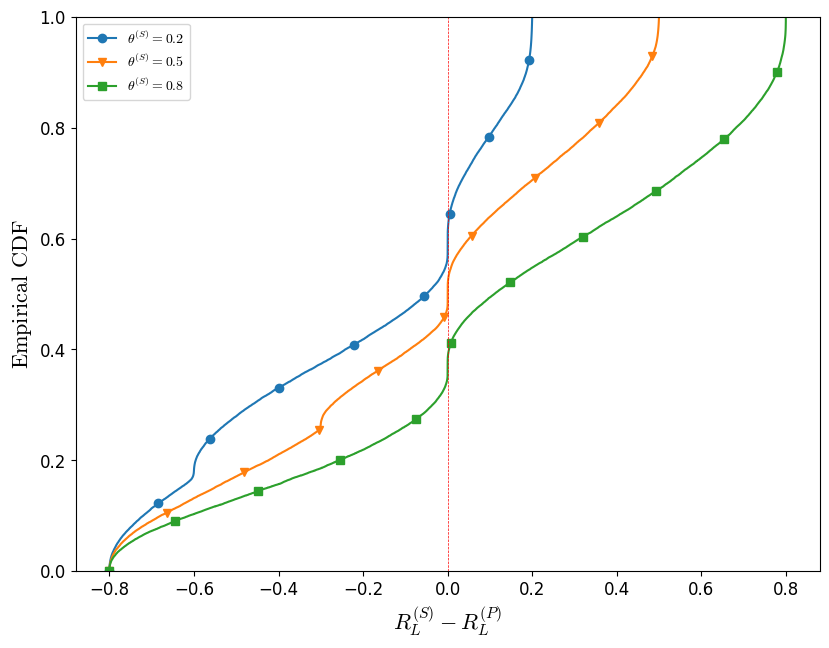 θ^(S) = 0.2
θ^(S) = 0.5
θ^(S) = 0.8
1.0
0.8
0.6
0.4
0.2
0.0
Empirical CDF
−0.8 −0.6 −0.4 −0.2 0.0 0.2 0.4 0.6 0.8
R_L^(S) − R_L^(P)